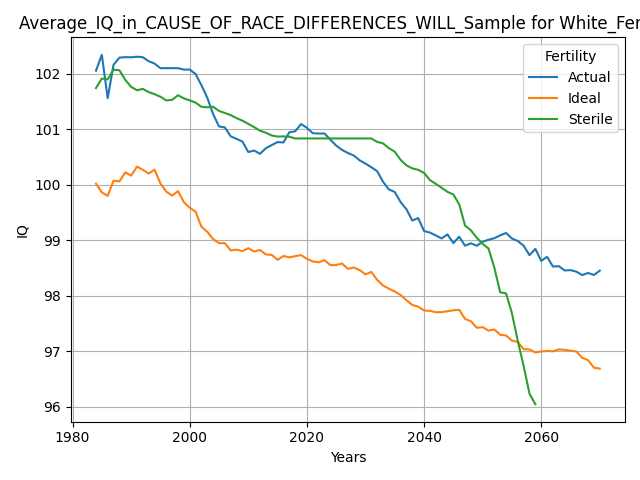 Average_IQ_in_CAUSE_OF_RACE_DIFFERENCES_WILL_Sample for White_Fer
Fertility
Actual
Ideal
Sterile
102
101
100
99
98
97
96
IQ
1980
2000
2020
2040
2060
Years